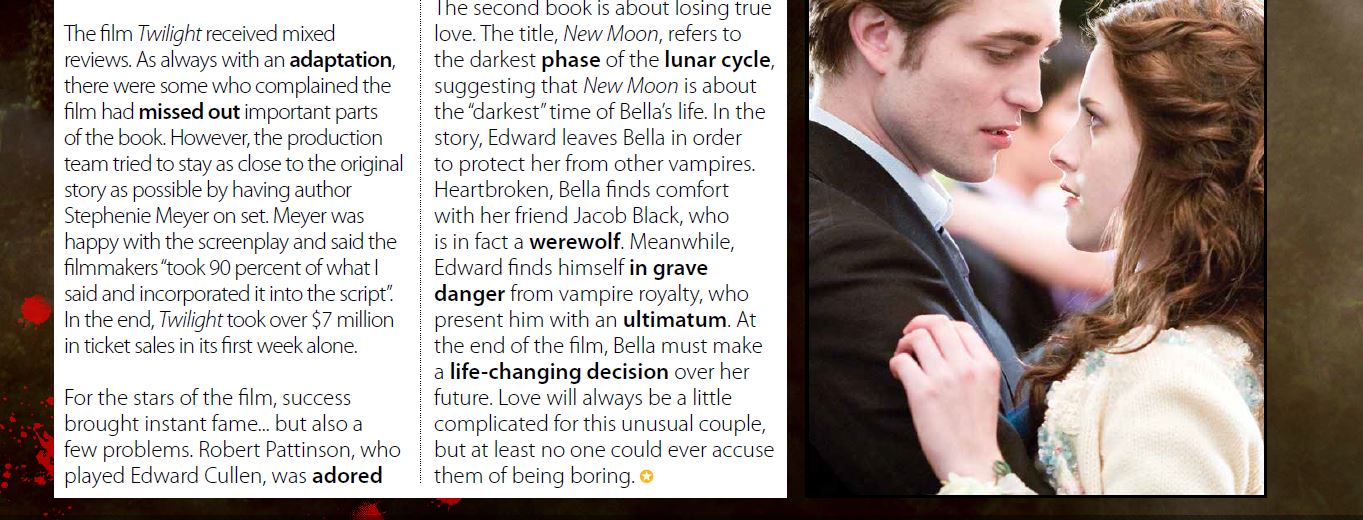 The film Twilight received mixed
reviews. As always with an adaptation,
there were some who complained the
film had missed out important parts
of the book. However, the production
team tried to stay as close to the original
story as possible by having author
Stephenie Meyer on set. Meyer was
happy with the screenplay and said the
filmmakers “took 90 percent of what I
said and incorporated it into the script”.
In the end, Twilight took over $7 million
in ticket sales in its first week alone.
For the stars of the film, success
brought instant fame... but also a
few problems. Robert Pattinson, who
played Edward Cullen, was adored
The second book is about losing true
love. The title, New Moon, refers to
the darkest phase of the lunar cycle,
suggesting that New Moon is about
the “darkest” time of Bella’s life. In the
story, Edward leaves Bella in order
to protect her from other vampires.
Heartbroken, Bella finds comfort
with her friend Jacob Black, who
is in fact a werewolf. Meanwhile,
Edward finds himself in grave
danger from vampire royalty, who
present him with an ultimatum. At
the end of the film, Bella must make
a life-changing decision over her
future. Love will always be a little
complicated for this unusual couple,
but at least no one could ever accuse
them of being boring.